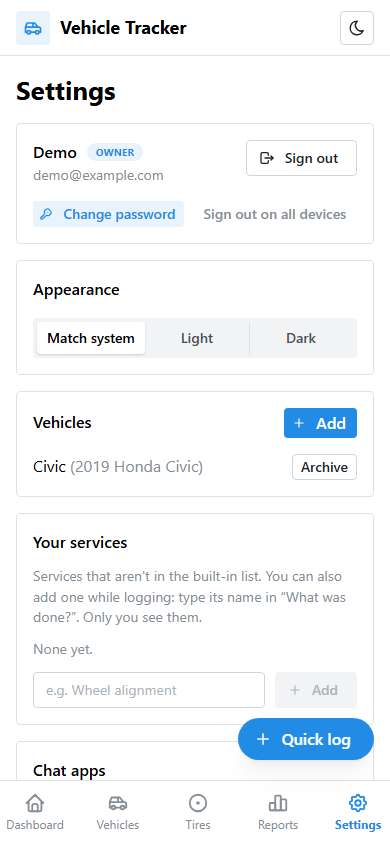 Vehicle Tracker
Settings
Demo OWNER
Sign out
demo@example.com
Change password
Sign out on all devices
Appearance
Match system
Light
Dark
Vehicles
+ Add
Civic (2019 Honda Civic)
Archive
Your services
Services that aren't in the built-in list. You can also
add one while logging: type its name in “What was
done?”. Only you see them.
None yet.
e.g. Wheel alignment
+ Add
+ Quick log
Chat apps
Dashboard
Vehicles
Tires
Reports
Settings